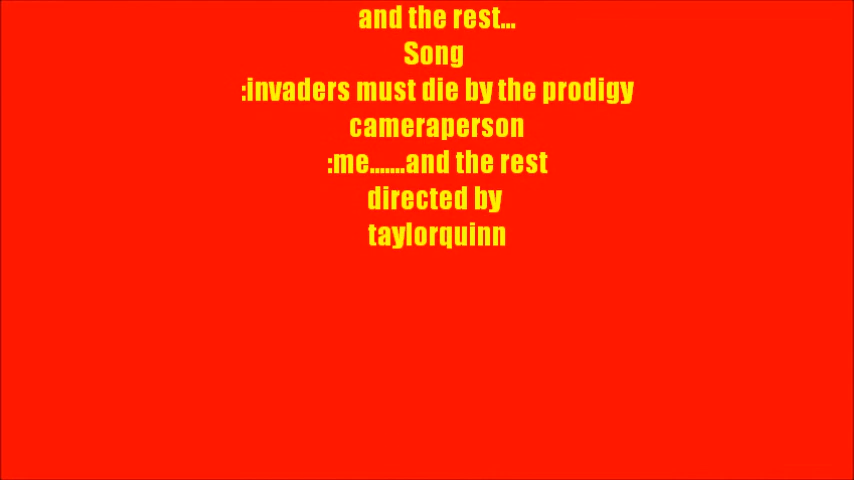 and the rest...
Song
:invaders must die by the prodigy
cameraperson
:me.......and the rest
directed by
taylorquinn